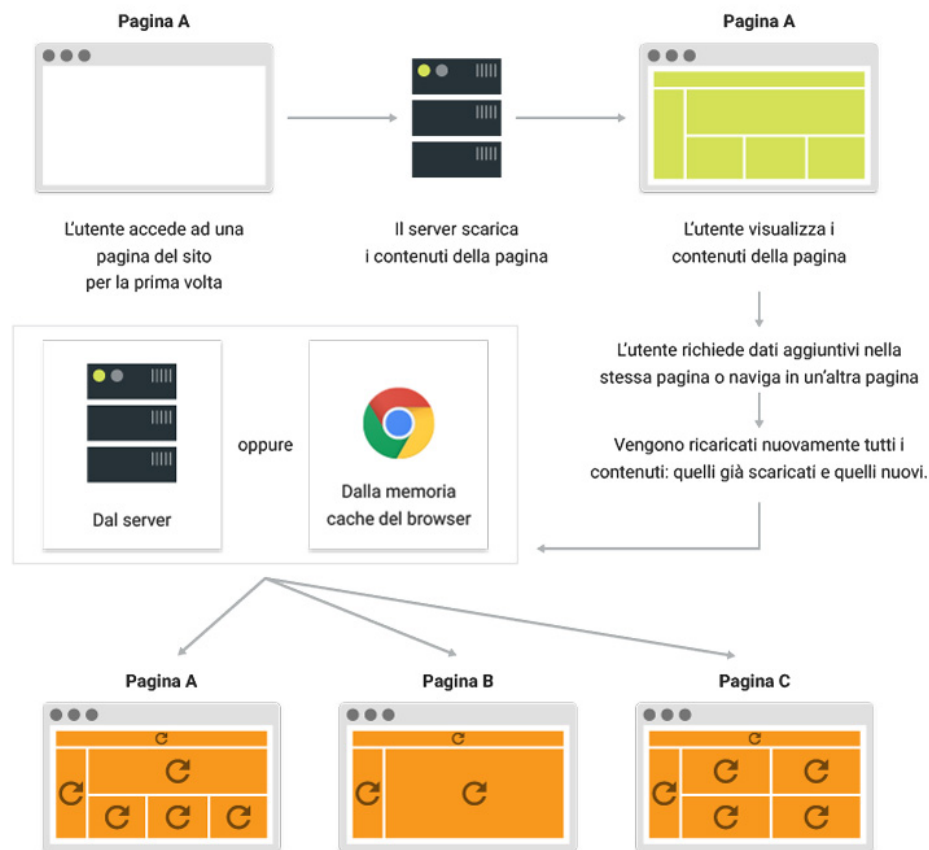 Pagina A
Pagina A
L'utente accede ad una
pagina del sito
per la prima volta
Il server scarica
i contenuti della pagina
L'utente visualizza i
contenuti della pagina
L'utente richiede dati aggiuntivi nella
stessa pagina o naviga in un'altra pagina
Vengono ricaricati nuovamente tutti i
contenuti: quelli già scaricati e quelli nuovi.
Dal server
oppure
Dalla memoria
cache del browser
Pagina A
Pagina B
Pagina C